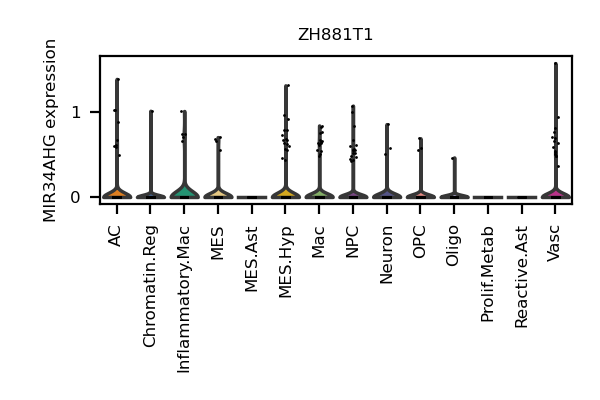 ZH881T1
MIR34AHG expression
1
0
AC
Chromatin.Reg
Inflammatory.Mac
MES
MES.Ast
MES.Hyp
Mac
NPC
Neuron
OPC
Oligo
Prolif.Metab
Reactive.Ast
Vasc